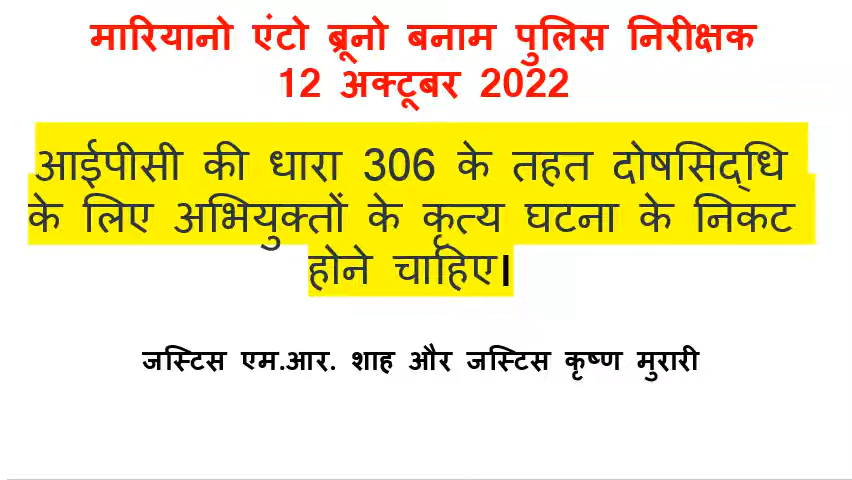 मारियानो एंटो ब्रूनो बनाम पुलिस निरीक्षक
12 अक्टूबर 2022
आईपीसी की धारा 306 के तहत दोषसिद्धि
के लिए अभियुक्तों के कृत्य घटना के निकट
होने चाहिए।
जस्टिस एम.आर. शाह और जस्टिस कृष्ण मुरारी